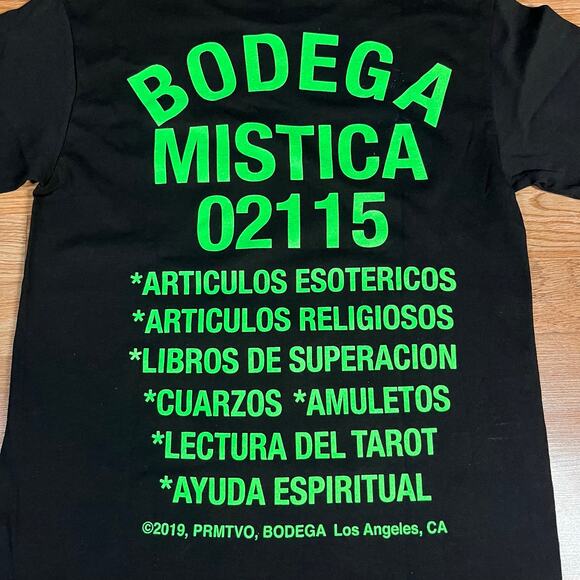 BODEGA
MISTICA
02115
*ARTICULOS ESOTERICOS
*ARTICULOS RELIGIOSOS
*LIBROS DE SUPERACION
*CUARZOS *AMULETOS
*LECTURA DEL TAROT
*AYUDA ESPIRITUAL
©2019, PRMTVO, BODEGA Los Angeles, CA